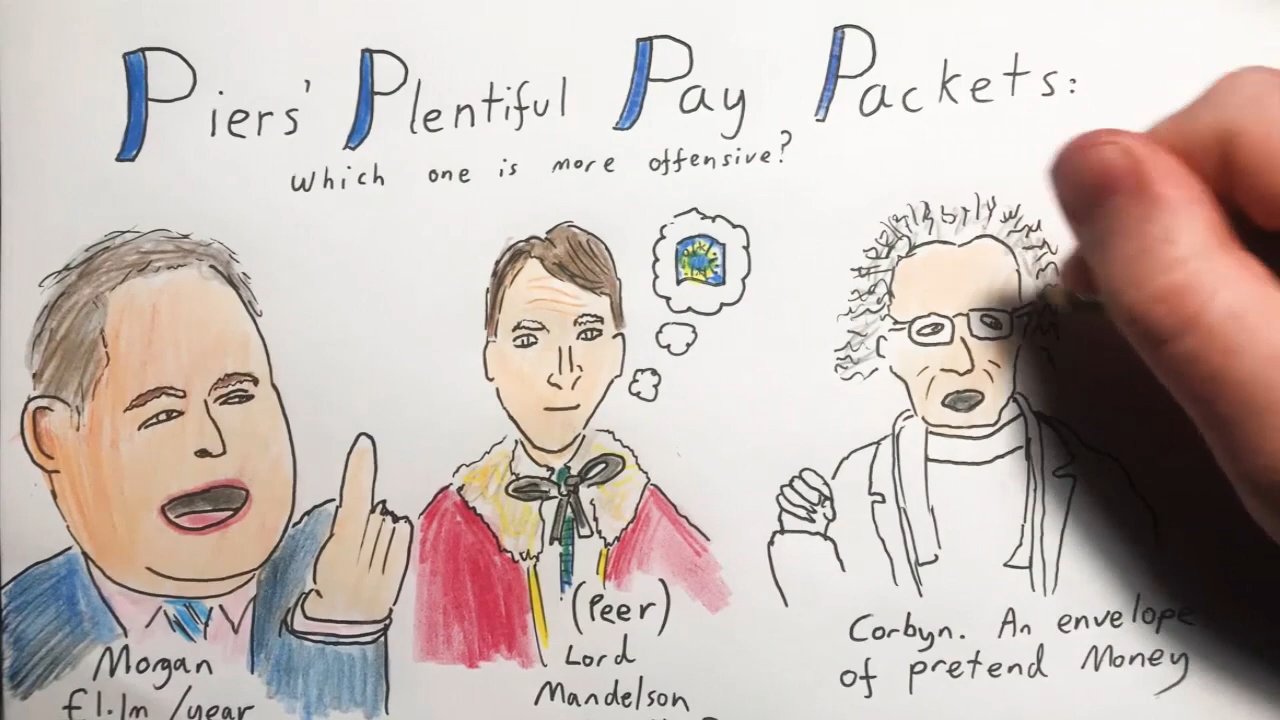 Piers' Plentiful Pay Packets:
Which one is more offensive?
Morgan
£1.1m /year
(Peer)
Lord
Mandelson
Corbyn. An envelope
of pretend Money